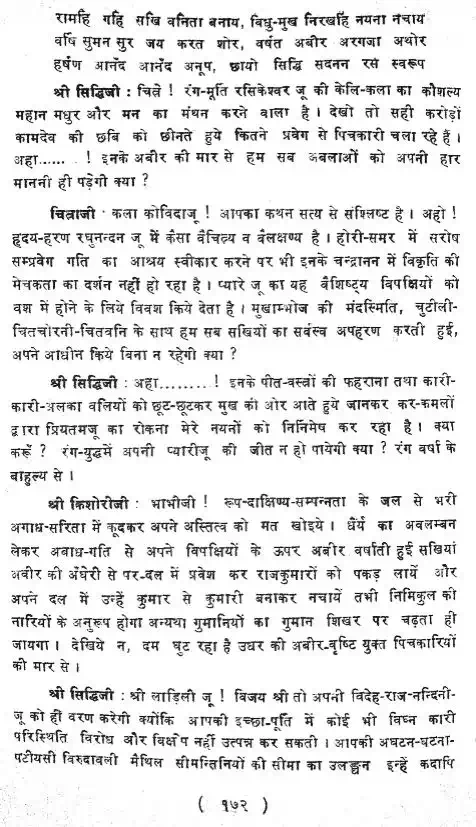 रामहि गहि सखि वनिता बनाय, विधु-मुख निरखहिं नयना नचाय
वर्षि सुमन सुर जय करत शोर, वर्षत अबीर अरगजा अथोर
हर्षण आनँद आनँद अनूप, छायो सिद्धि सदनन रस स्वरूप
श्री सिद्धिजी : चित्रे ! रंग-मूर्ति रसिकेश्वर जू की केलि-कला का कौशल्य
महान मधुर और मन का मंथन करने वाला है । देखो तो सही करोड़ों
कामदेव की छबि को छीनते हुये कितने प्रवेग से पिचकारी चला रहे हैं ।
अहा...... ! इनके अबीर की मार से हम सब अबलाओं को अपनी हार
माननी ही पड़ेगी क्या ?
चित्राजी : कला कोविदाजू ! आपका कथन सत्य से संश्लिष्ट है । अहो !
हृदय-हरण रघुनन्दन जू में कैसा वैचित्र्य व वैलक्षण्य है । होरी-समर में सरोष
सम्प्रवेग गति का आश्रय स्वीकार करने पर भी इनके चन्द्रानन में विकृति की
मेचकता का दर्शन नहीं हो रहा है । प्यारे जू का यह वैशिष्ट्य विपक्षियों को
वश में होने के लिये विवश किये देता है । मुखाम्भोज की मंदस्मिति, चुटीली-
चितचोरनी-चितवनि के साथ हम सब सखियों का सर्वस्व अपहरण करती हुई,
अपने आधीन किये विना न रहेगी क्या ?
श्री सिद्धिजी : अहा.........! इनके पीत-वस्त्रों की फहराना तथा कारी-
कारी-अलका वलियों को छूट-छूटकर मुख की ओर आते हुये जानकर कर-कमलों
द्वारा प्रियतमजू का रोकना मेरे नयनों को निनिमेष कर रहा है । क्या
करूँ ? रंग-युद्धमें अपनी प्यारीजू की जीत न हो पायेगी क्या ? रंग वर्षा के
बाहुल्य से ।
श्री किशोरीजी : भाभीजी ! रूप-दाक्षिण्य-सम्पन्नता के जल से भरी
अगाध-सरिता में कूदकर अपने अस्तित्व को मत खोइये । धैर्य का अवलम्बन
लेकर अबाध-गति से अपने विपक्षियों के ऊपर अबीर वर्षाती हुई सखियां
अबीर की अँधेरी से पर-दल में प्रवेश कर राजकुमारों को पकड़ लायें और
अपने दल में उन्हें कुमार से कुमारी बनाकर नचायें तभी निमिकुल की
नारियों के अनुरूप होगा अन्यथा गुमानियों का गुमान शिखर पर चढ़ता ही
जायगा । देखिये न, दम घुट रहा है उधर की अबीर-वृष्टि युक्त पिचकारियों
की मार से ।
श्री सिद्धिजी : श्री लाड़िली जू ! विजय श्री तो अपनी विदेह-राज-नन्दिनी-
जू को हीं वरण करेगी क्योंकि आपकी इच्छा-पूर्ति में कोई भी विघ्न कारी
परिस्थिति विरोध और विक्षेप नहीं उत्पन्न कर सकती । आपकी अघटन-घटना-
पटीयसी विरुदावली मैथिल सीमन्तिनियों की सीमा का उलङ्घन इन्हें कदापि
( १७२ )